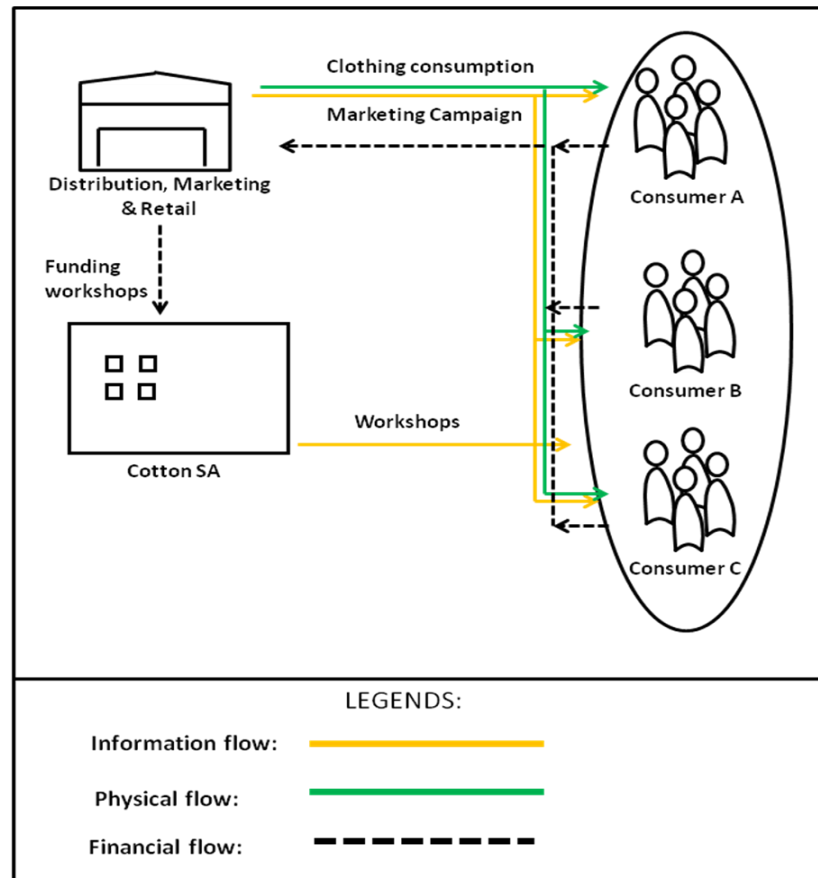 Clothing consumption
Marketing Campaign
Distribution, Marketing
& Retail
Consumer A
Funding
workshops
Consumer B
Workshops
Cotton SA
Consumer C
LEGENDS:
Information flow:
Physical flow:
Financial flow: